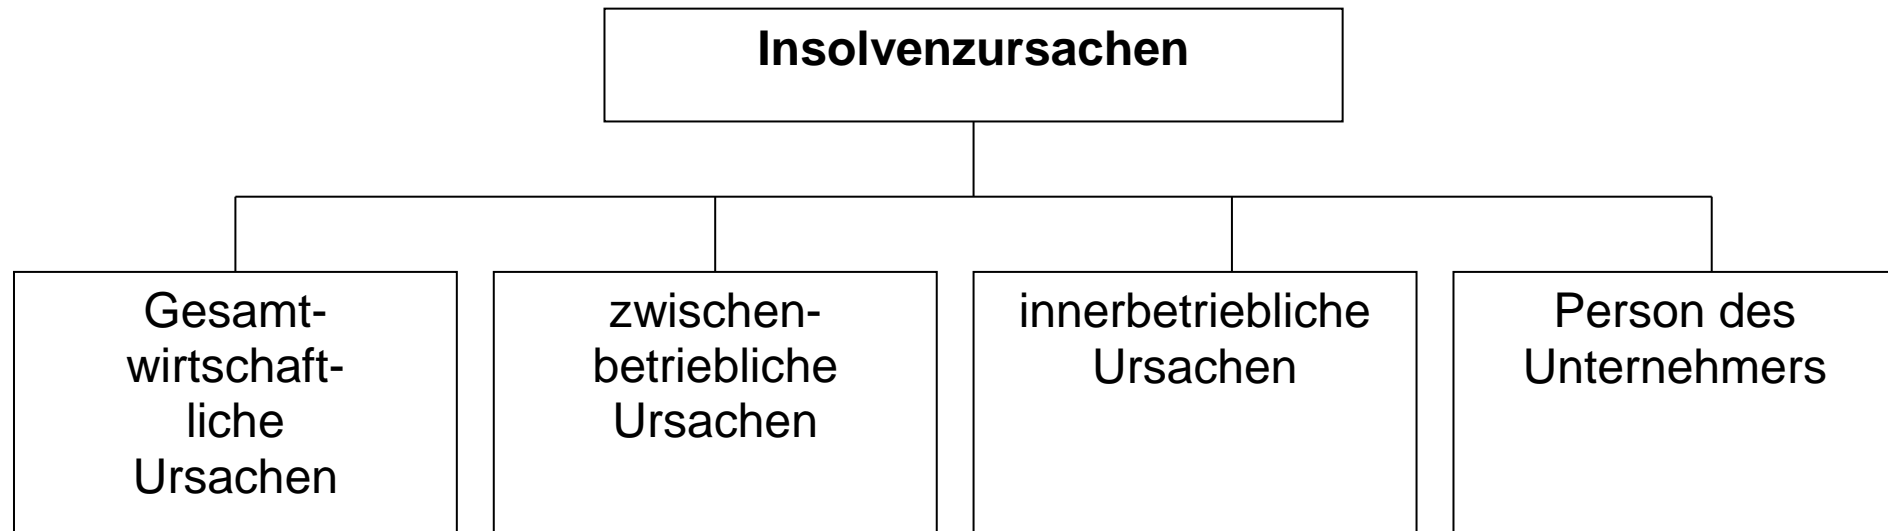 Insolvenzursachen
Gesamt-
wirtschaft-
liche
Ursachen
zwischen-
betriebliche
Ursachen
innerbetriebliche
Ursachen
Person des
Unternehmers